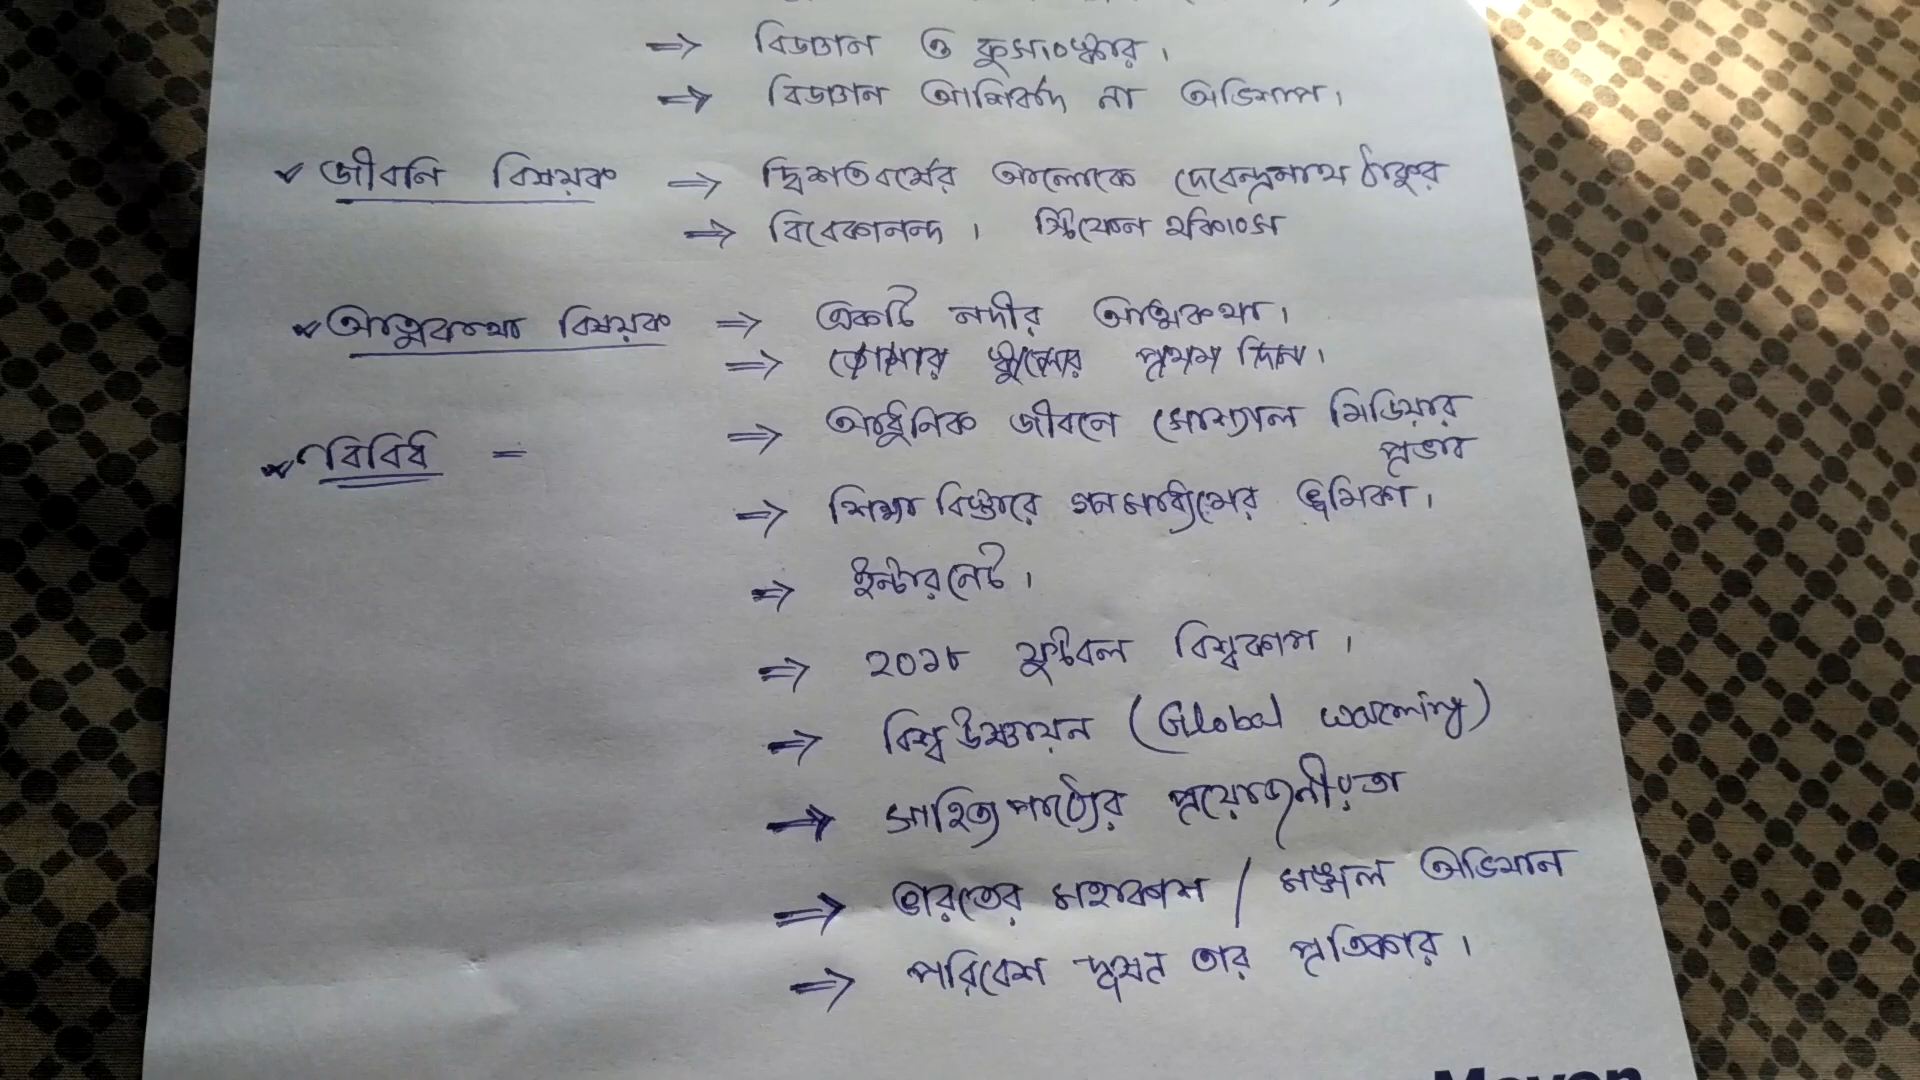 ⇒ বিজ্ঞান ও কুসংস্কার ।
⇒ বিজ্ঞান আশির্বাদ না অভিশাপ ।
জীবনি বিষয়ক ⇒ দ্বিশতবর্ষের আলোকে দেবেন্দ্রনাথ ঠাকুর
⇒ বিবেকানন্দ । স্টিফেন হকিংস
আত্মকথা বিষয়ক ⇒ একটি নদীর আত্মকথা ।
⇒ তোমার স্কুলের প্রথম দিন ।
বিবিধ =
⇒ আধুনিক জীবনে সোশ্যাল মিডিয়ার
প্রভাব
⇒ শিক্ষা বিস্তারে গনমাধ্যমের ভূমিকা ।
⇒ ইন্টারনেট ।
⇒ ২০১৮ ফুটবল বিশ্বকাপ ।
⇒ বিশ্ব উষ্ণায়ন (Global warming)
⇒ সাহিত্য পাঠ্যের প্রয়োজনীয়তা
⇒ ভারতের মহাকাশ / মঙ্গল অভিযান
⇒ পরিবেশ দূষন তার প্রতিকার ।